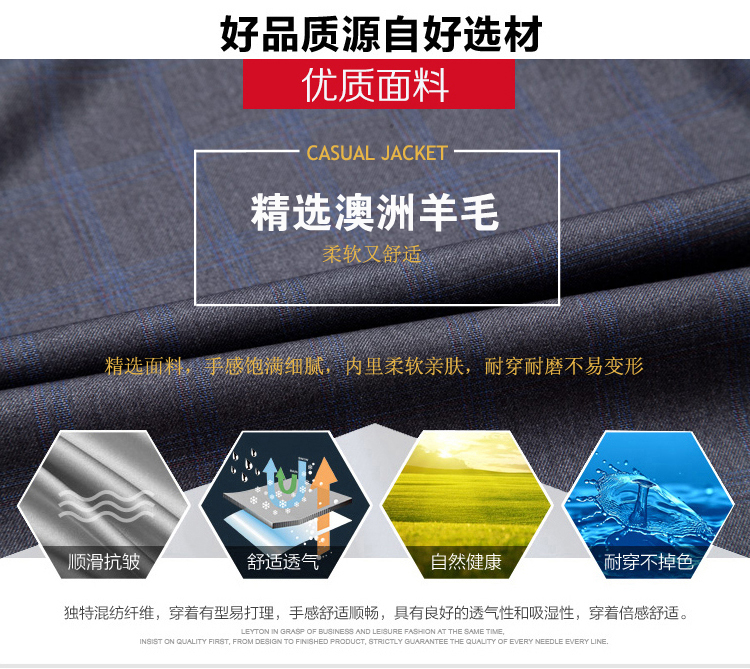 好品质源自好选材
优质面料
CASUAL JACKET
精选澳洲羊毛
柔软又舒适
精选面料，手感饱满细腻，内里柔软亲肤，耐穿耐磨不易变形
顺滑抗皱
舒适透气
自然健康
耐穿不掉色
独特混纺纤维，穿着有型易打理，手感舒适顺畅，具有良好的透气性和吸湿性，穿着倍感舒适。
LEYTON IN GRASP OF BUSINESS AND LEISURE FASHION AT THE SAME TIME,
INSIST ON QUALITY FIRST, FROM DESIGN TO FINISHED PRODUCT, STRICTLY GUARANTEE THE QUALITY OF EVERY NEEDLE EVERY LINE.